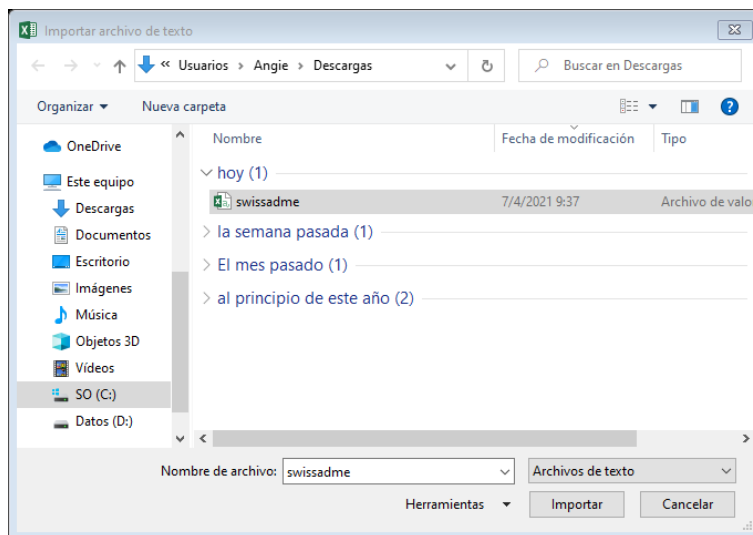 Importar archivo de texto
« Usuarios › Angie › Descargas
Buscar en Descargas
Organizar
Nueva carpeta
Nombre
Fecha de modificación
Tipo
OneDrive
Este equipo
Descargas
Documentos
Escritorio
Imágenes
Música
Objetos 3D
Vídeos
SO (C:)
Datos (D:)
hoy (1)
swissadme 7/4/2021 9:37 Archivo de valo
la semana pasada (1)
El mes pasado (1)
al principio de este año (2)
Nombre de archivo: swissadme
Archivos de texto
Herramientas
Importar
Cancelar